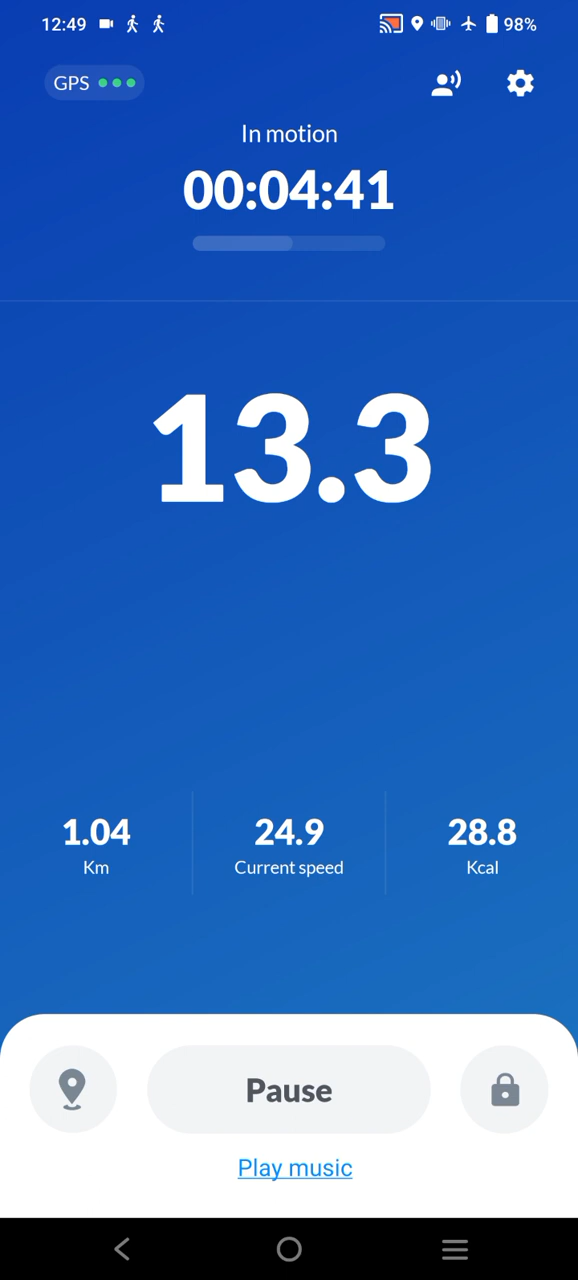 12:49 98%
GPS
In motion
00:04:41
13.3
1.04 24.9 28.8
Km Current speed Kcal
Pause
Play music